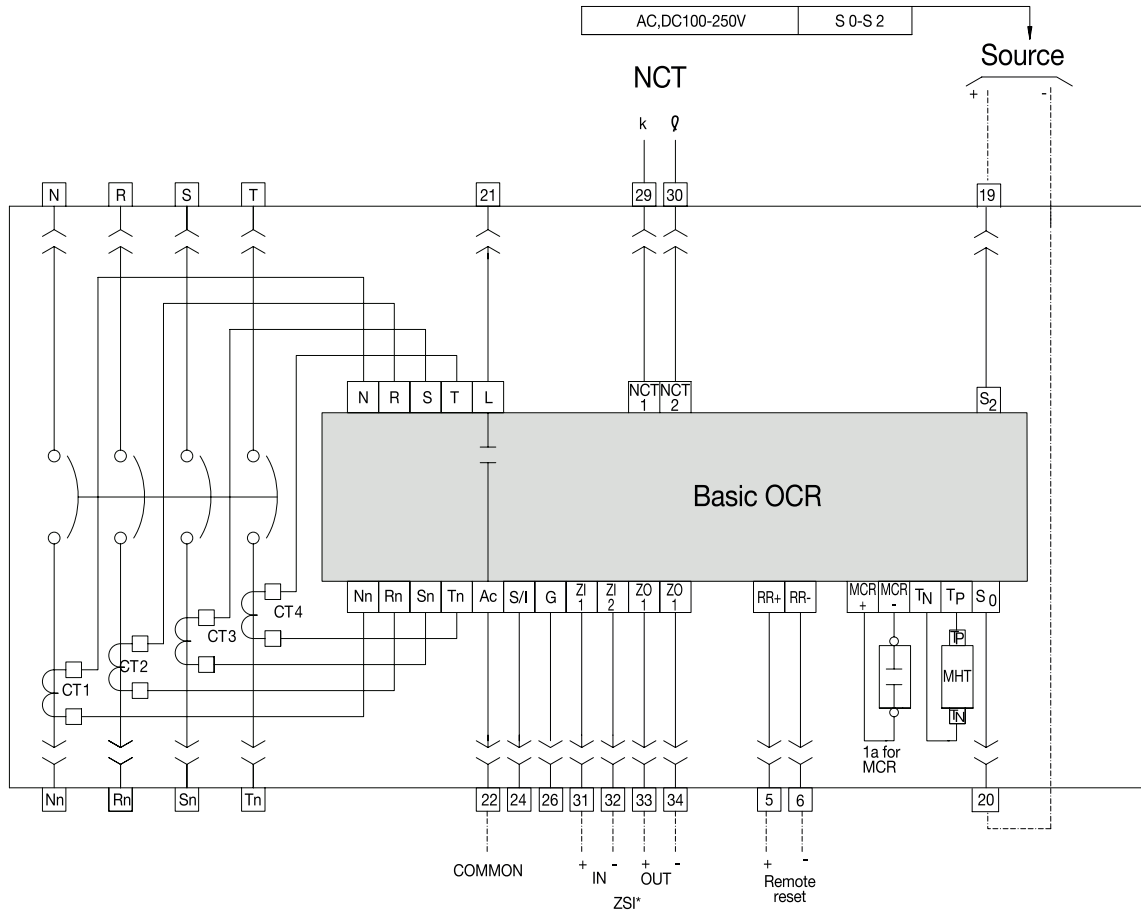 AC,DC100-250V S 0-S 2
Source
NCT
+ -
k ℓ
N R S T 21 29 30 19
N R S T L NCT 1 NCT 2 S2
Basic OCR
Nn Rn Sn Tn Ac S/I G ZI 1 ZI 2 ZO 1 ZO 1 RR+ RR- MCR + MCR - TN TP S0
CT4
CT3
CT2
CT1
TP
MHT
TN
1a for
MCR
Nn Rn Sn Tn 22 24 26 31 32 33 34 5 6 20
+ - + - + -
COMMON IN OUT Remote
reset
ZSI*